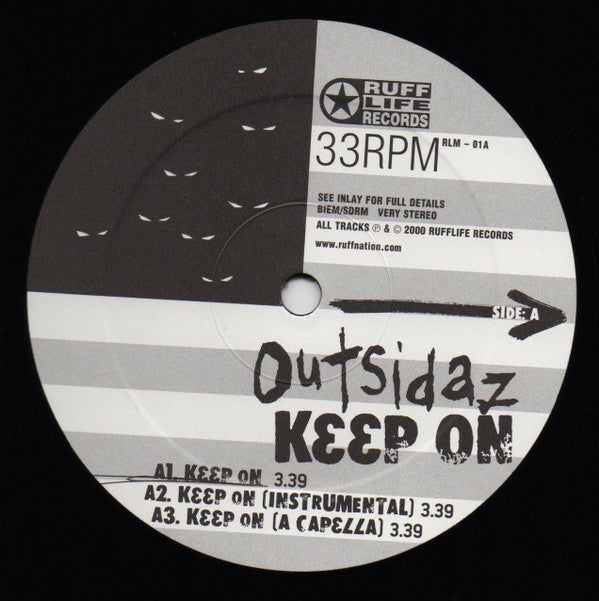 RUFF
LIFE
RECORDS
33RPM RLM - 01A
SEE INLAY FOR FULL DETAILS
BIEM/SDRM VERY STEREO
ALL TRACKS ℗ & © 2000 RUFFLIFE RECORDS
www.ruffnation.com
SIDE: A
Outsidaz
KEEP ON
A1. KEEP ON 3.39
A2. KEEP ON (INSTRUMENTAL) 3.39
A3. KEEP ON (A CAPELLA) 3.39